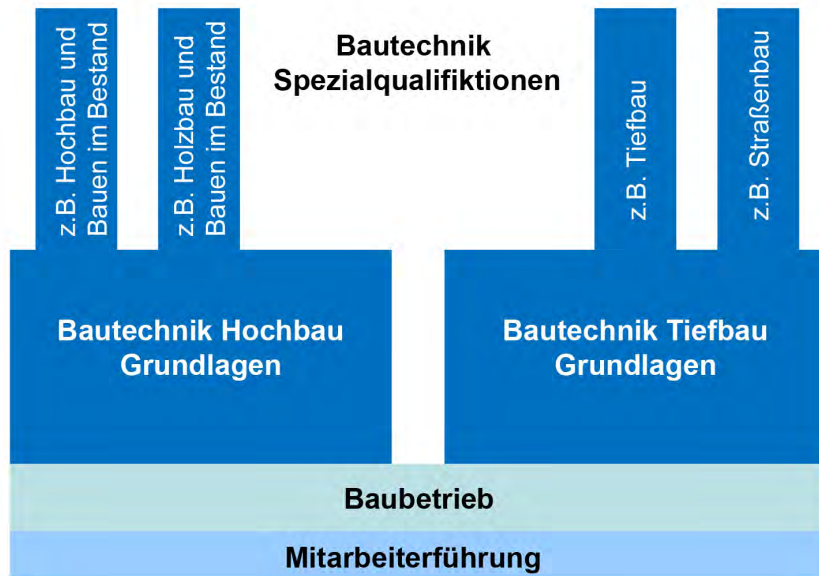 Bautechnik
Spezialqualifiktionen
z.B. Hochbau und
Bauen im Bestand
z.B. Holzbau und
Bauen im Bestand
z.B. Tiefbau
z.B. Straßenbau
Bautechnik Hochbau
Grundlagen
Bautechnik Tiefbau
Grundlagen
Baubetrieb
Mitarbeiterführung